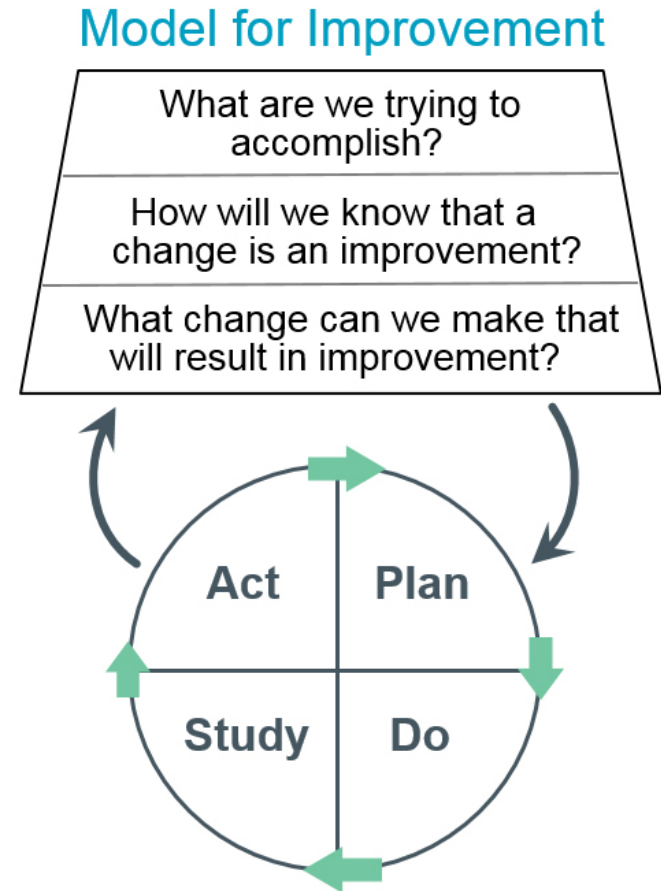 Model for Improvement
What are we trying to
accomplish?
How will we know that a
change is an improvement?
What change can we make that
will result in improvement?
Act
Plan
Study
Do